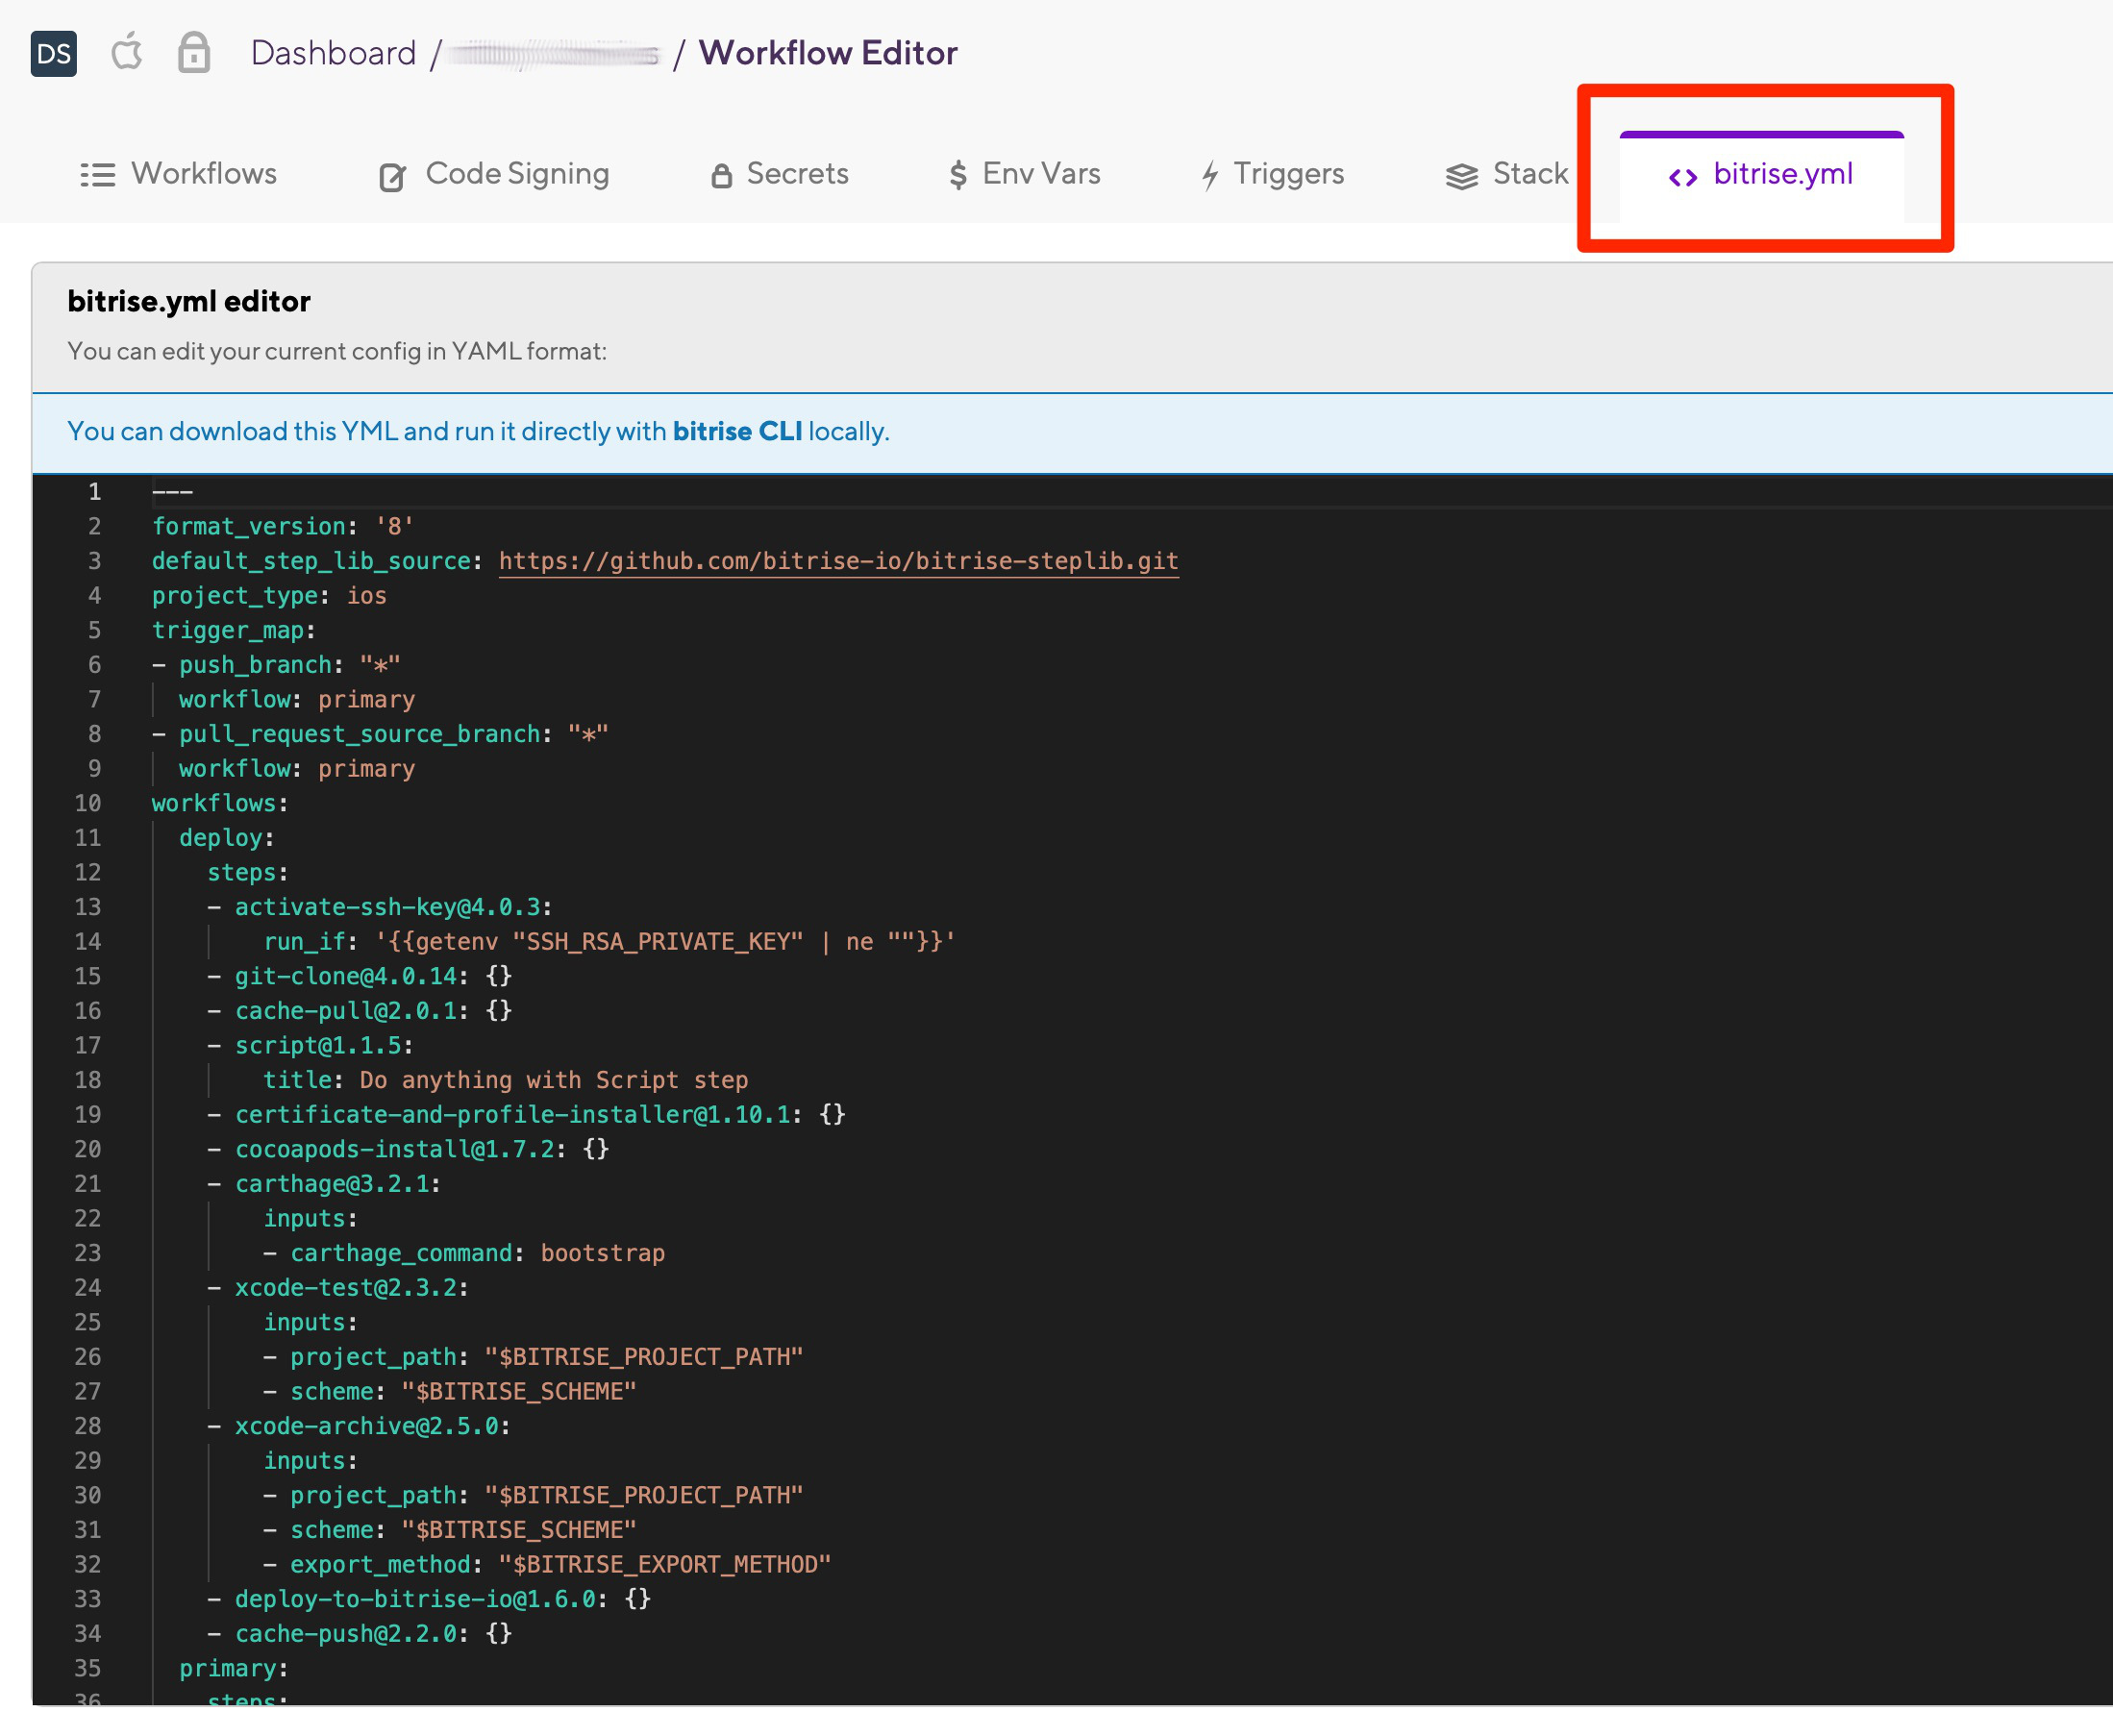 DS Dashboard / / Workflow Editor
Workflows Code Signing Secrets $ Env Vars Triggers Stack <> bitrise.yml
bitrise.yml editor
You can edit your current config in YAML format:
You can download this YML and run it directly with bitrise CLI locally.
1 ---
2 format_version: '8'
3 default_step_lib_source: https://github.com/bitrise-io/bitrise-steplib.git
4 project_type: ios
5 trigger_map:
6 - push_branch: "*"
7 workflow: primary
8 - pull_request_source_branch: "*"
9 workflow: primary
10 workflows:
11 deploy:
12 steps:
13 - activate-ssh-key@4.0.3:
14 run_if: '{{getenv "SSH_RSA_PRIVATE_KEY" | ne ""}}'
15 - git-clone@4.0.14: {}
16 - cache-pull@2.0.1: {}
17 - script@1.1.5:
18 title: Do anything with Script step
19 - certificate-and-profile-installer@1.10.1: {}
20 - cocoapods-install@1.7.2: {}
21 - carthage@3.2.1:
22 inputs:
23 - carthage_command: bootstrap
24 - xcode-test@2.3.2:
25 inputs:
26 - project_path: "$BITRISE_PROJECT_PATH"
27 - scheme: "$BITRISE_SCHEME"
28 - xcode-archive@2.5.0:
29 inputs:
30 - project_path: "$BITRISE_PROJECT_PATH"
31 - scheme: "$BITRISE_SCHEME"
32 - export_method: "$BITRISE_EXPORT_METHOD"
33 - deploy-to-bitrise-io@1.6.0: {}
34 - cache-push@2.2.0: {}
35 primary:
36 steps: